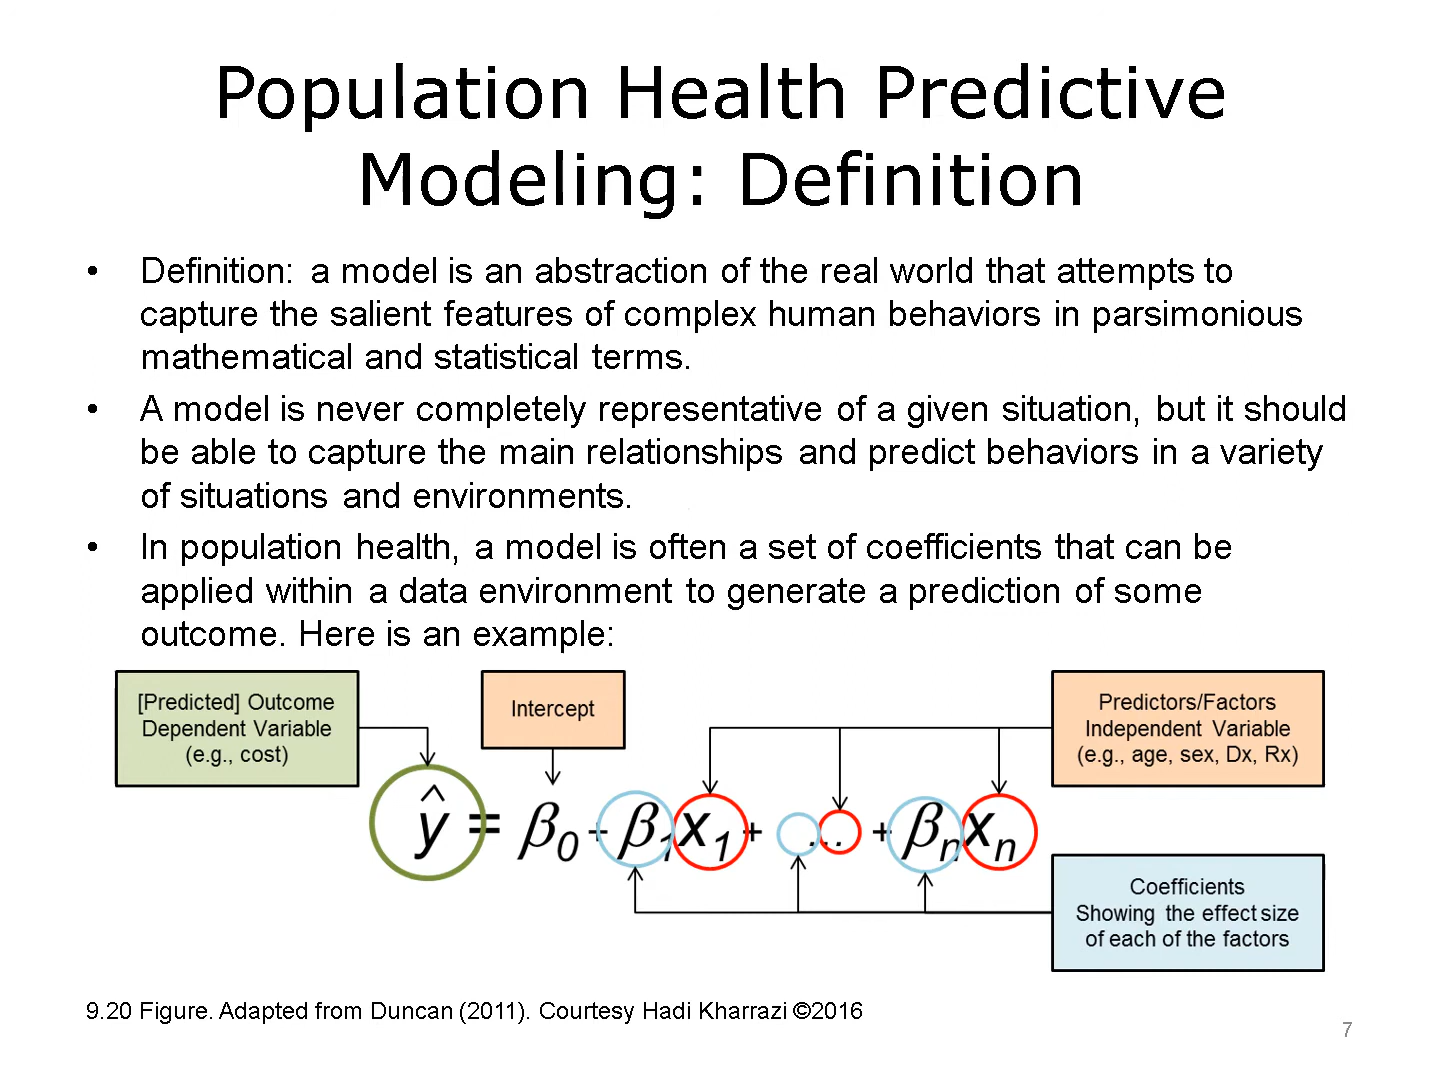 Population Health Predictive
Modeling: Definition
• Definition: a model is an abstraction of the real world that attempts to
capture the salient features of complex human behaviors in parsimonious
mathematical and statistical terms.
• A model is never completely representative of a given situation, but it should
be able to capture the main relationships and predict behaviors in a variety
of situations and environments.
• In population health, a model is often a set of coefficients that can be
applied within a data environment to generate a prediction of some
outcome. Here is an example:
[Predicted] Outcome
Dependent Variable
(e.g., cost)
Intercept
Predictors/Factors
Independent Variable
(e.g., age, sex, Dx, Rx)
ŷ = β0 + β1x1 + ... + βnxn
Coefficients
Showing the effect size
of each of the factors
9.20 Figure. Adapted from Duncan (2011). Courtesy Hadi Kharrazi ©2016
7